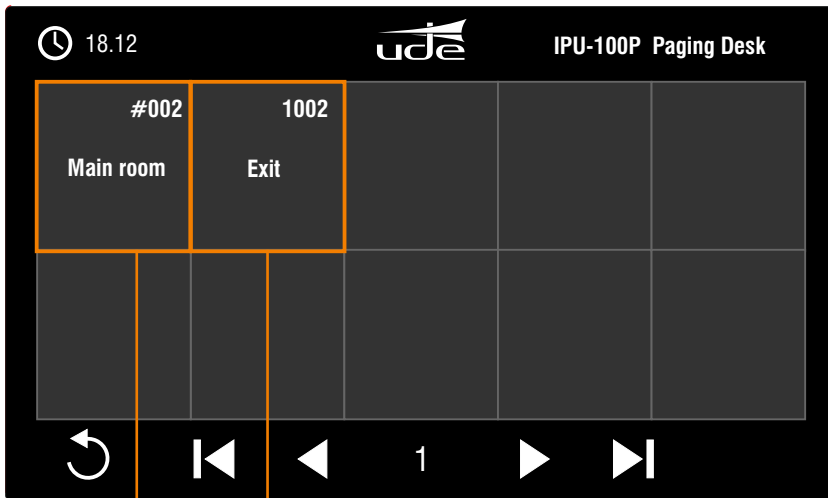 18.12
ude
IPU-100P Paging Desk
#002
1002
Main room
Exit
1